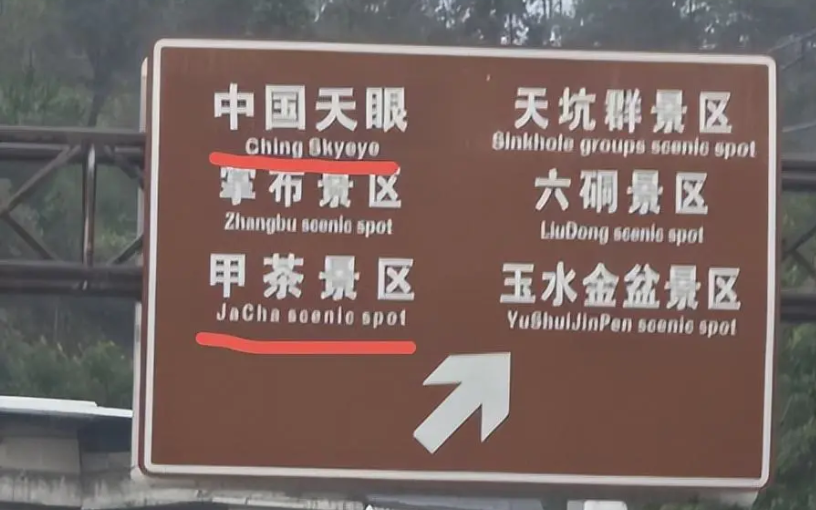 中国天眼
Ching Skyeye
掌布景区
Zhangbu scenic spot
甲茶景区
JaCha scenic spot
天坑群景区
Sinkhole groups scenic spot
六硐景区
LiuDong scenic spot
玉水金盆景区
YuShuiJinPen scenic spot